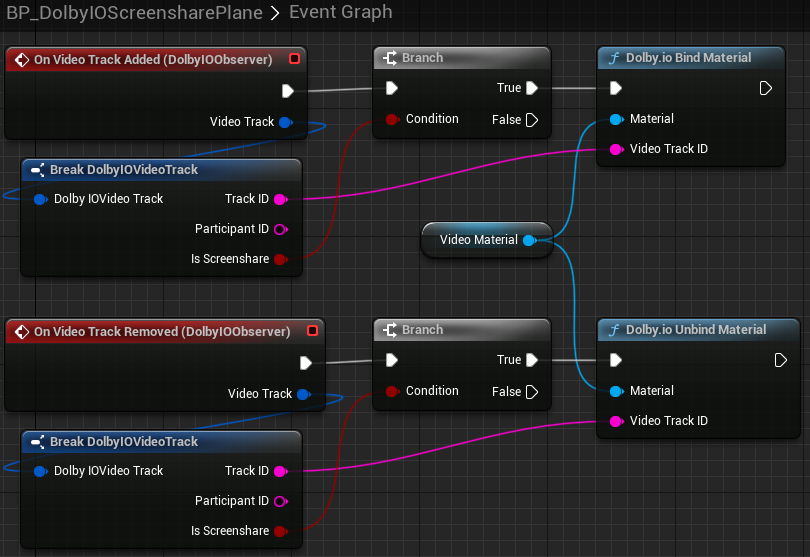 BP_DolbyIOScreensharePlane > Event Graph
On Video Track Added (DolbyIOObserver)
Video Track
Branch
Condition
True
False
Dolby.io Bind Material
Material
Video Track ID
Break DolbyIOVideoTrack
Dolby IOVideo Track
Track ID
Participant ID
Is Screenshare
Video Material
On Video Track Removed (DolbyIOObserver)
Video Track
Branch
Condition
True
False
Dolby.io Unbind Material
Material
Video Track ID
Break DolbyIOVideoTrack
Dolby IOVideo Track
Track ID
Participant ID
Is Screenshare